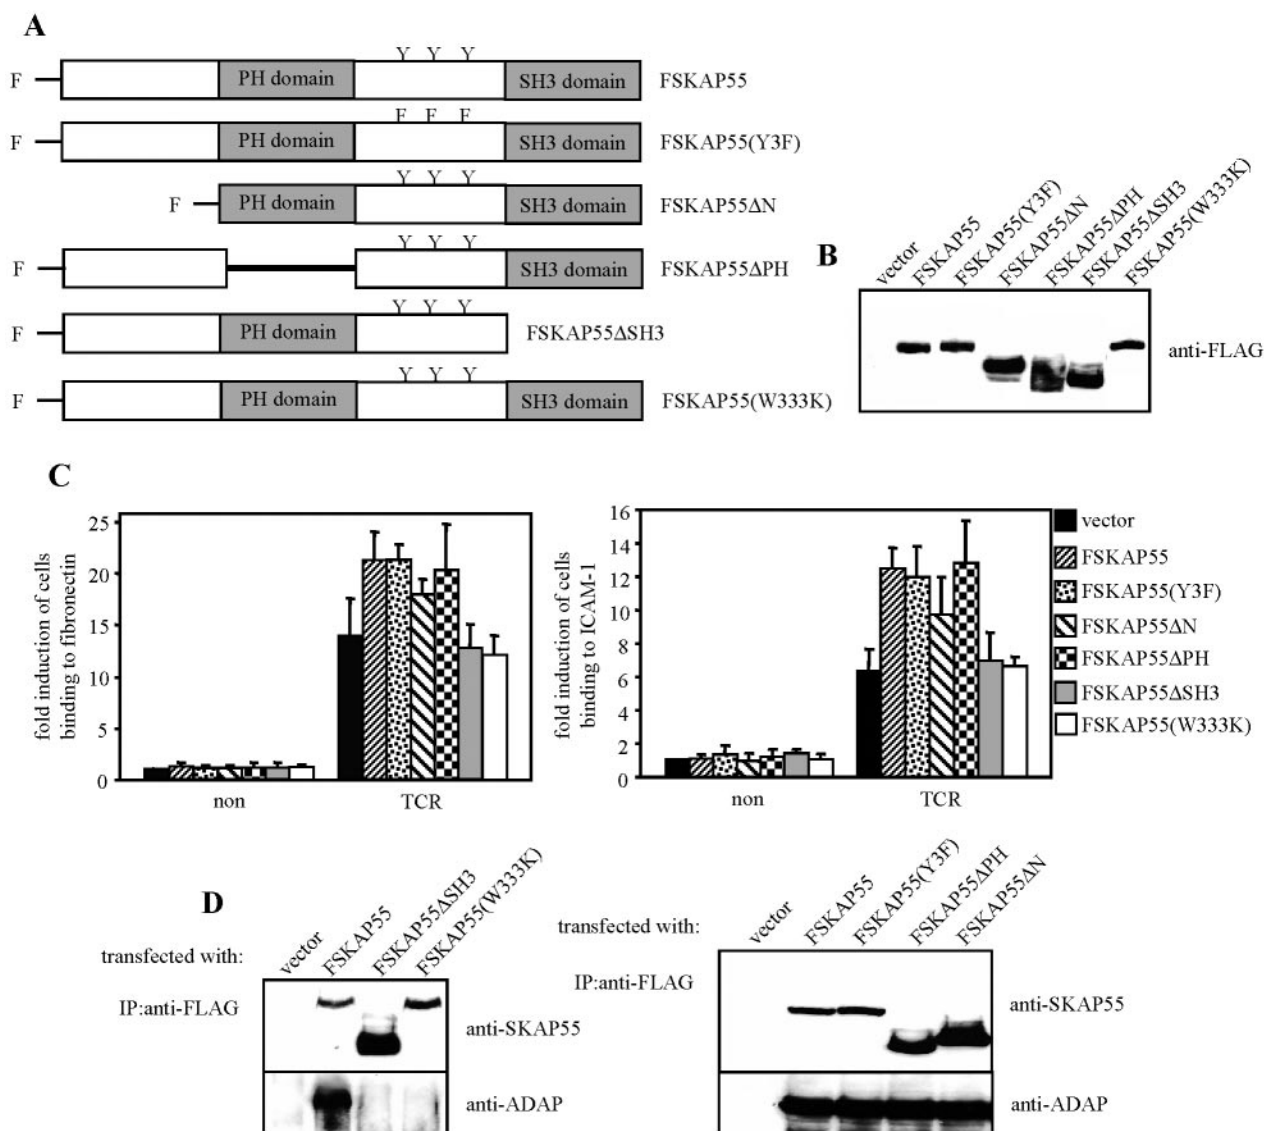 A
Y Y Y
F PH domain SH3 domain FSKAP55
F F F
F PH domain SH3 domain FSKAP55(Y3F)
Y Y Y
F PH domain SH3 domain FSKAP55ΔN
Y Y Y
F SH3 domain FSKAP55ΔPH
Y Y Y
F PH domain FSKAP55ΔSH3
Y Y Y
F PH domain SH3 domain FSKAP55(W333K)
B
vector
FSKAP55
FSKAP55(Y3F)
FSKAP55ΔN
FSKAP55ΔPH
FSKAP55ΔSH3
FSKAP55(W333K)
anti-FLAG
C
fold induction of cells
binding to fibronectin
25
20
15
10
5
0
non TCR
fold induction of cells
binding to ICAM-1
16
14
12
10
8
6
4
2
0
non TCR
vector
FSKAP55
FSKAP55(Y3F)
FSKAP55ΔN
FSKAP55ΔPH
FSKAP55ΔSH3
FSKAP55(W333K)
D
transfected with:
vector
FSKAP55
FSKAP55ΔSH3
FSKAP55(W333K)
IP:anti-FLAG
anti-SKAP55
anti-ADAP
transfected with:
vector
FSKAP55
FSKAP55(Y3F)
FSKAP55ΔPH
FSKAP55ΔN
IP:anti-FLAG
anti-SKAP55
anti-ADAP